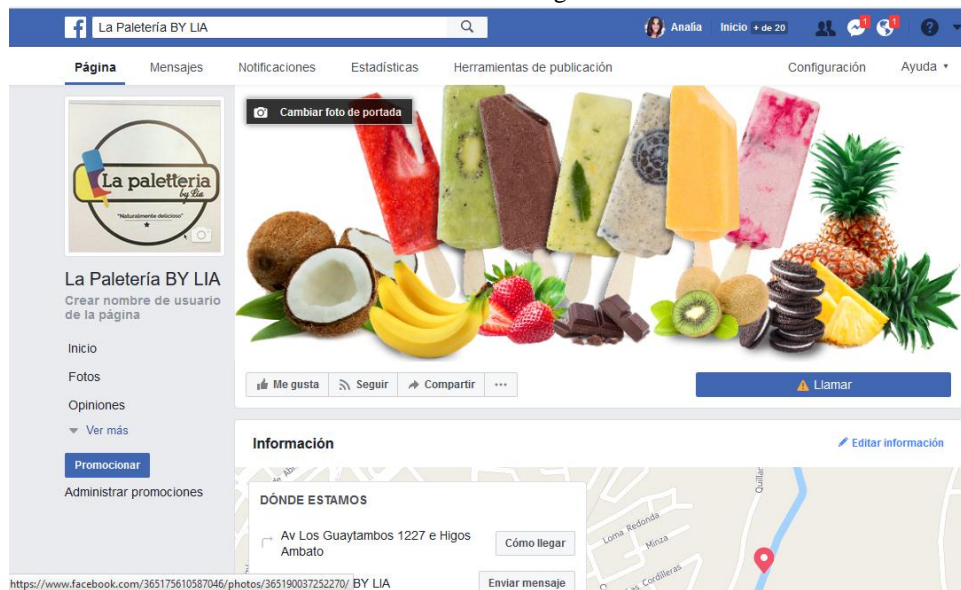 La Paletería BY LIA
Analía Inicio + de 20
1 1 ?
Página Mensajes Notificaciones Estadísticas Herramientas de publicación Configuración Ayuda
Cambiar foto de portada
La paletteria
by Lia
"Naturalmente delicioso"
La Paletería BY LIA
Crear nombre de usuario
de la página
Inicio
Fotos
Opiniones
Ver más
Promocionar
Administrar promociones
Me gusta Seguir Compartir ...
Llamar
Información
Editar información
DÓNDE ESTAMOS
Av Los Guaytambos 1227 e Higos
Ambato
Cómo llegar
BY LIA
Enviar mensaje
Loma Redonda
Minza
Cordilleras
https://www.facebook.com/365175610587046/photos/365190037252270/